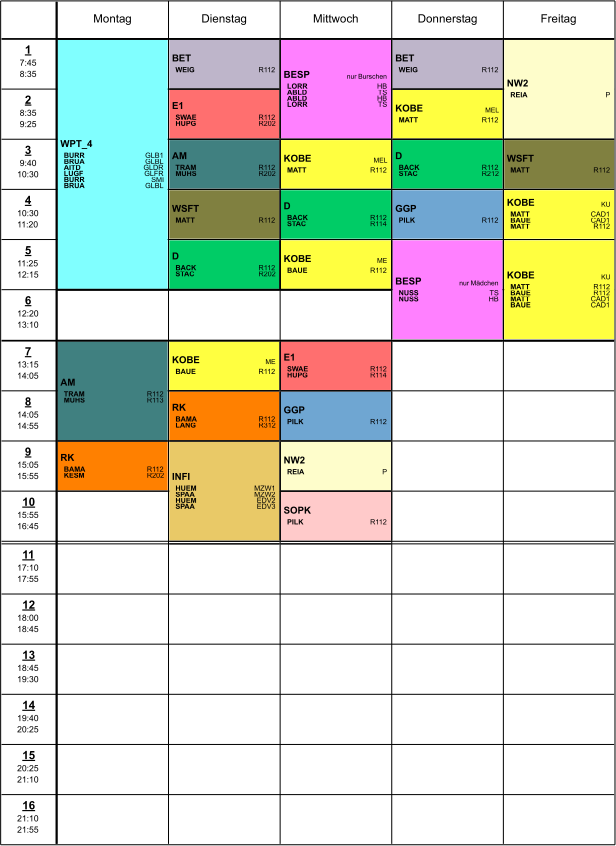 Montag Dienstag Mittwoch Donnerstag Freitag
1
7:45
8:35
2
8:35
9:25
3
9:40
10:30
4
10:30
11:20
5
11:25
12:15
6
12:20
13:10
7
13:15
14:05
8
14:05
14:55
9
15:05
15:55
10
15:55
16:45
11
17:10
17:55
12
18:00
18:45
13
18:45
19:30
14
19:40
20:25
15
20:25
21:10
16
21:10
21:55
WPT_4
BURR GLB1
BRUA GLBL
AITD GLDR
LUGF GLFR
BURR SMI
BRUA GLBL
AM
TRAM R112
MUHS R113
RK
BAMA R112
KESM R202
BET
WEIG R112
E1
SWAE R112
HUPG R202
AM
TRAM R112
MUHS R202
WSFT
MATT R112
D
BACK R112
STAC R202
KOBE ME
BAUE R112
RK
BAMA R112
LANG R312
INFI
HUEM MZW1
SPAA MZW2
HUEM EDV2
SPAA EDV3
BESP nur Burschen
LORR HB
ABLD TS
ABLD HB
LORR TS
KOBE MEL
MATT R112
D
BACK R112
STAC R114
KOBE ME
BAUE R112
E1
SWAE R112
HUPG R114
GGP
PILK R112
NW2
REIA P
SOPK
PILK R112
BET
WEIG R112
KOBE MEL
MATT R112
D
BACK R112
STAC R212
GGP
PILK R112
BESP nur Mädchen
NUSS TS
NUSS HB
NW2
REIA P
WSFT
MATT R112
KOBE KU
MATT CAD1
BAUE CAD1
MATT R112
KOBE KU
MATT R112
BAUE R112
MATT CAD1
BAUE CAD1